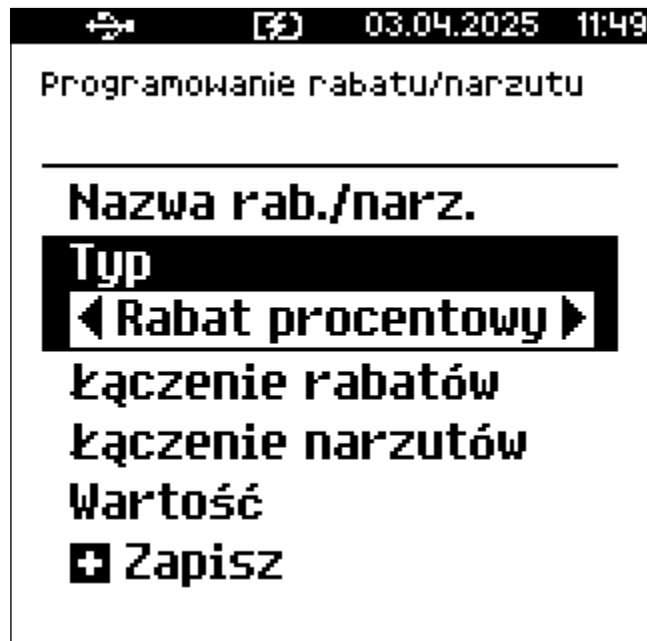 03.04.2025 11:49
Programowanie rabatu/narzutu
Nazwa rab./narz.
Typ
Rabat procentowy
Łączenie rabatów
Łączenie narzutów
Wartość
Zapisz